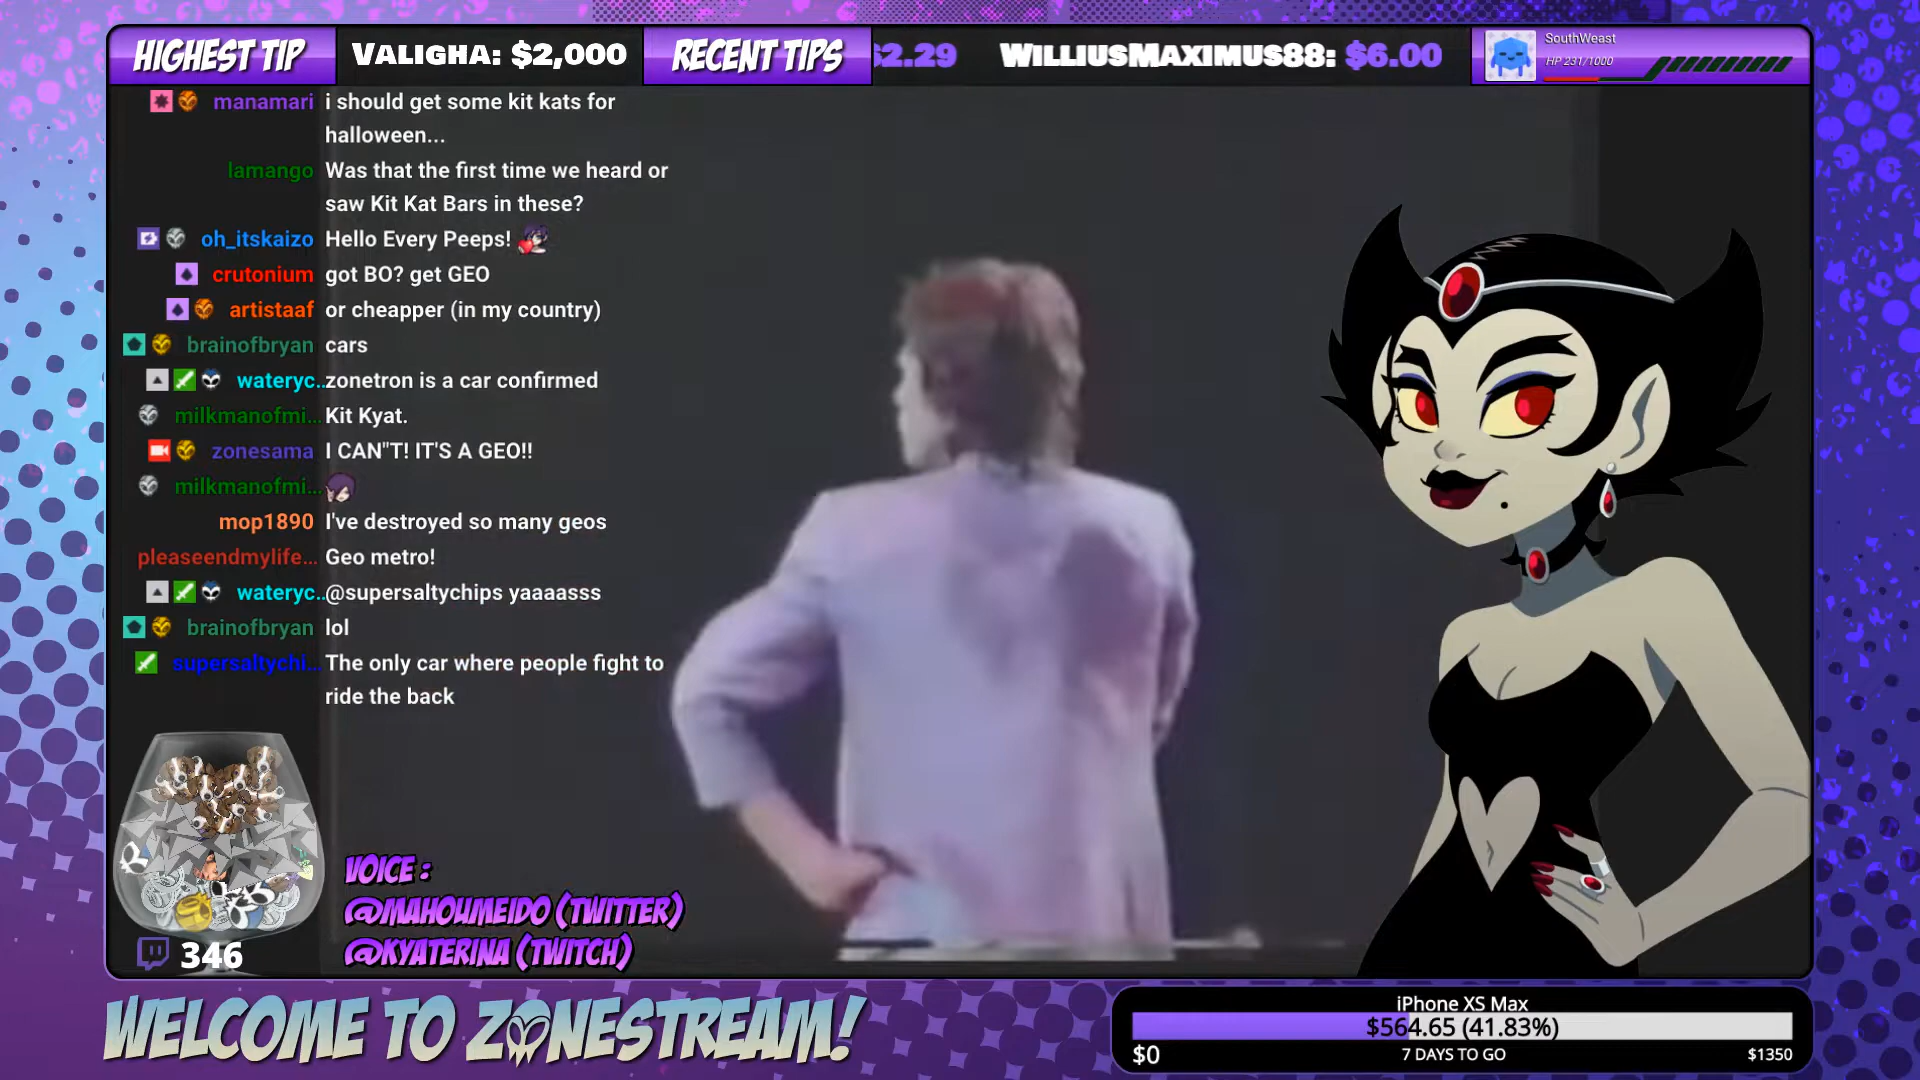 HIGHEST TIP
VALIGHA: $2,000
RECENT TIPS
$2.29
WILLIUSMAXIMUS88: $6.00
SouthWeast
HP 231/1000
manamari i should get some kit kats for
halloween...
lamango Was that the first time we heard or
saw Kit Kat Bars in these?
oh_itskaizo Hello Every Peeps!
crutonium got BO? get GEO
artistaaf or cheapper (in my country)
brainofbryan cars
wateryc.. zonetron is a car confirmed
milkmanofmi... Kit Kyat.
zonesama I CAN"T! IT'S A GEO!!
milkmanofmi...
mop1890 I've destroyed so many geos
pleaseendmylife... Geo metro!
wateryc.. @supersaltychips yaaaasss
brainofbryan lol
supersaltychi... The only car where people fight to
ride the back
VOICE :
@MAHOUMEIDO (TWITTER)
@KYATERINA (TWITCH)
346
WELCOME TO ZONESTREAM!
iPhone XS Max
$564.65 (41.83%)
$0
7 DAYS TO GO
$1350